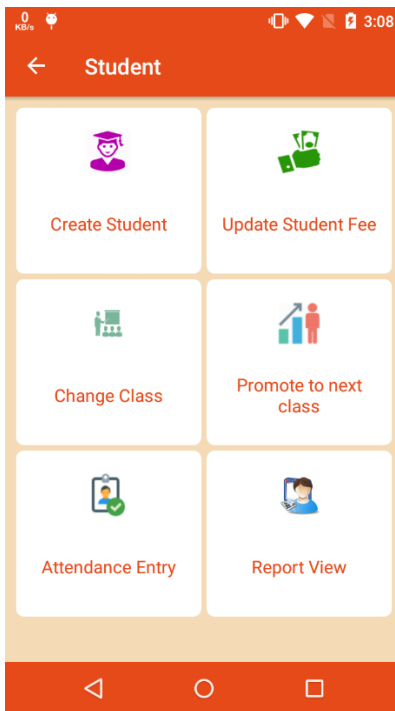 0
KB/s
3:08
Student
Create Student
Update Student Fee
Change Class
Promote to next
class
Attendance Entry
Report View